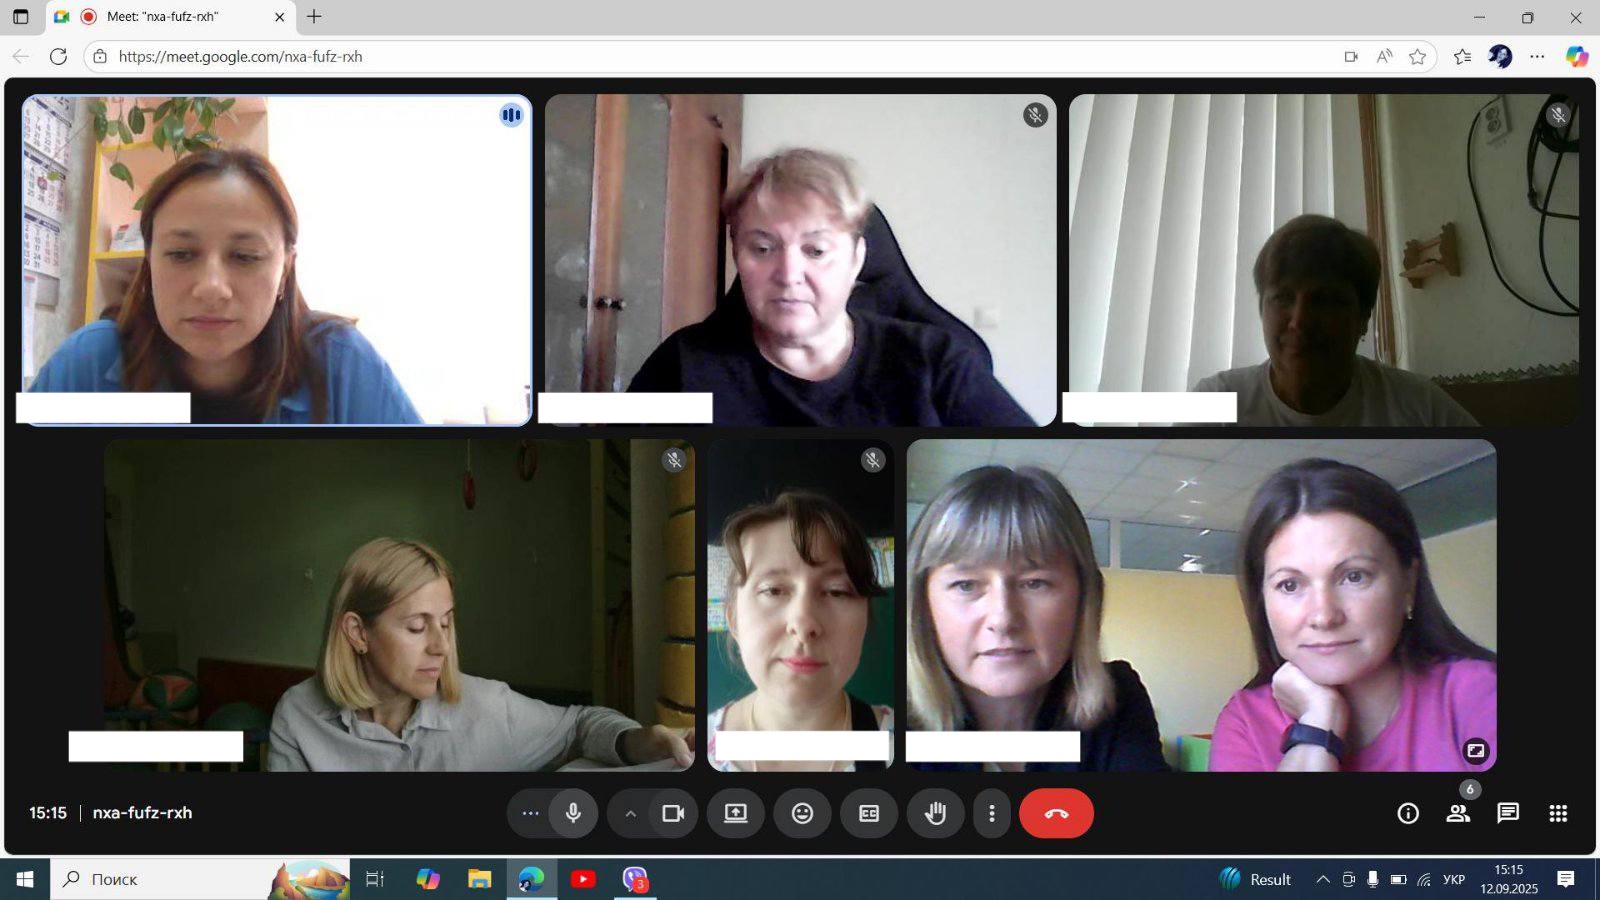 Meet: "nxa-fufz-rxh"
https://meet.google.com/nxa-fufz-rxh
6
15:15 | nxa-fufz-rxh
Поиск
3
Result
УКР
15:15
12.09.2025